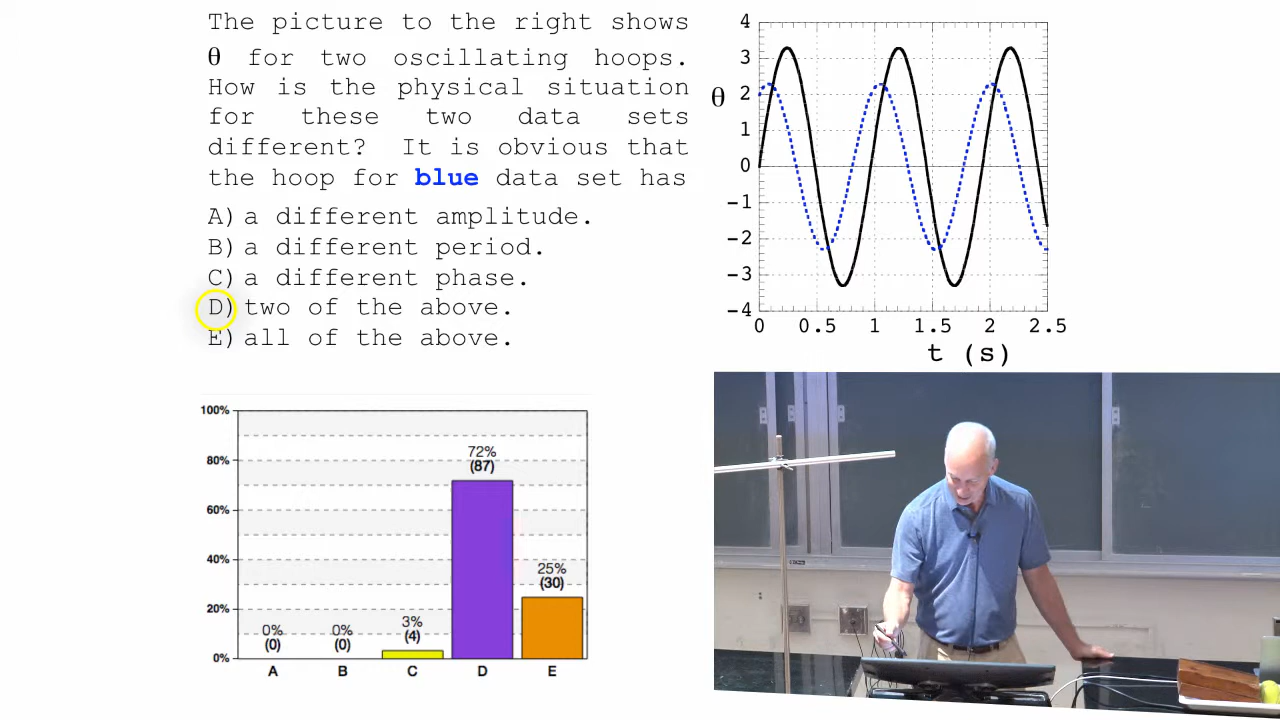 The picture to the right shows
θ for two oscillating hoops.
How is the physical situation
for these two data sets
different? It is obvious that
the hoop for blue data set has
A) a different amplitude.
B) a different period.
C) a different phase.
D) two of the above.
E) all of the above.
4
3
2
1
0
−1
−2
−3
−4
θ
0 0.5 1 1.5 2 2.5
t (s)
100%
80%
60%
40%
20%
0%
0%
(0)
0%
(0)
3%
(4)
72%
(87)
25%
(30)
A B C D E